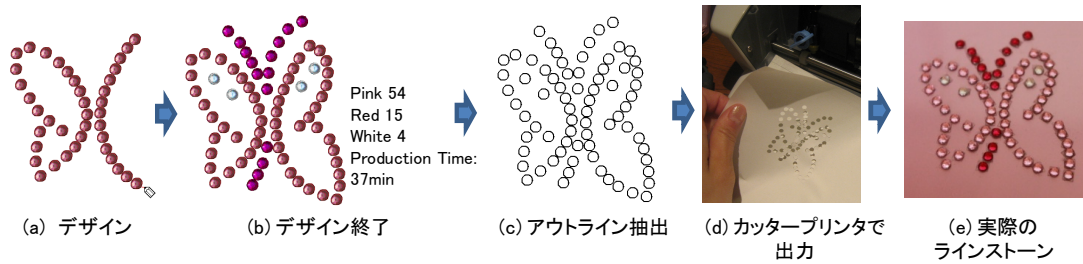 Pink 54
Red 15
White 4
Production Time:
37min
(a) デザイン
(b) デザイン終了
(c) アウトライン抽出
(d) カッタープリンタで
出力
(e) 実際の
ラインストーン